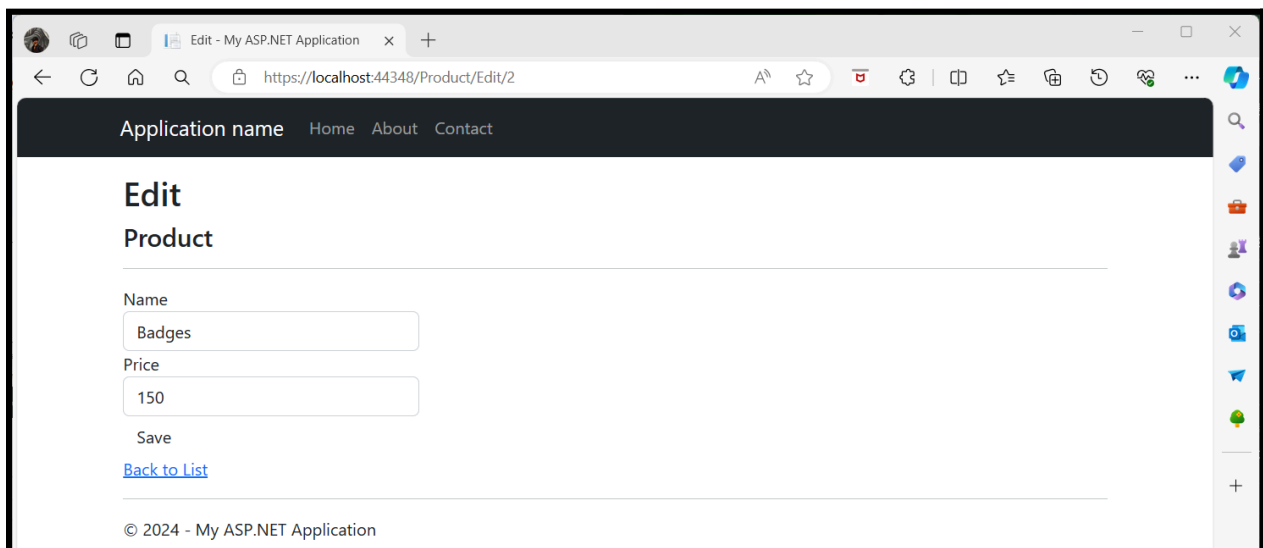 Edit - My ASP.NET Application
https://localhost:44348/Product/Edit/2
Application name Home About Contact
Edit
Product
Name
Badges
Price
150
Save
Back to List
© 2024 - My ASP.NET Application